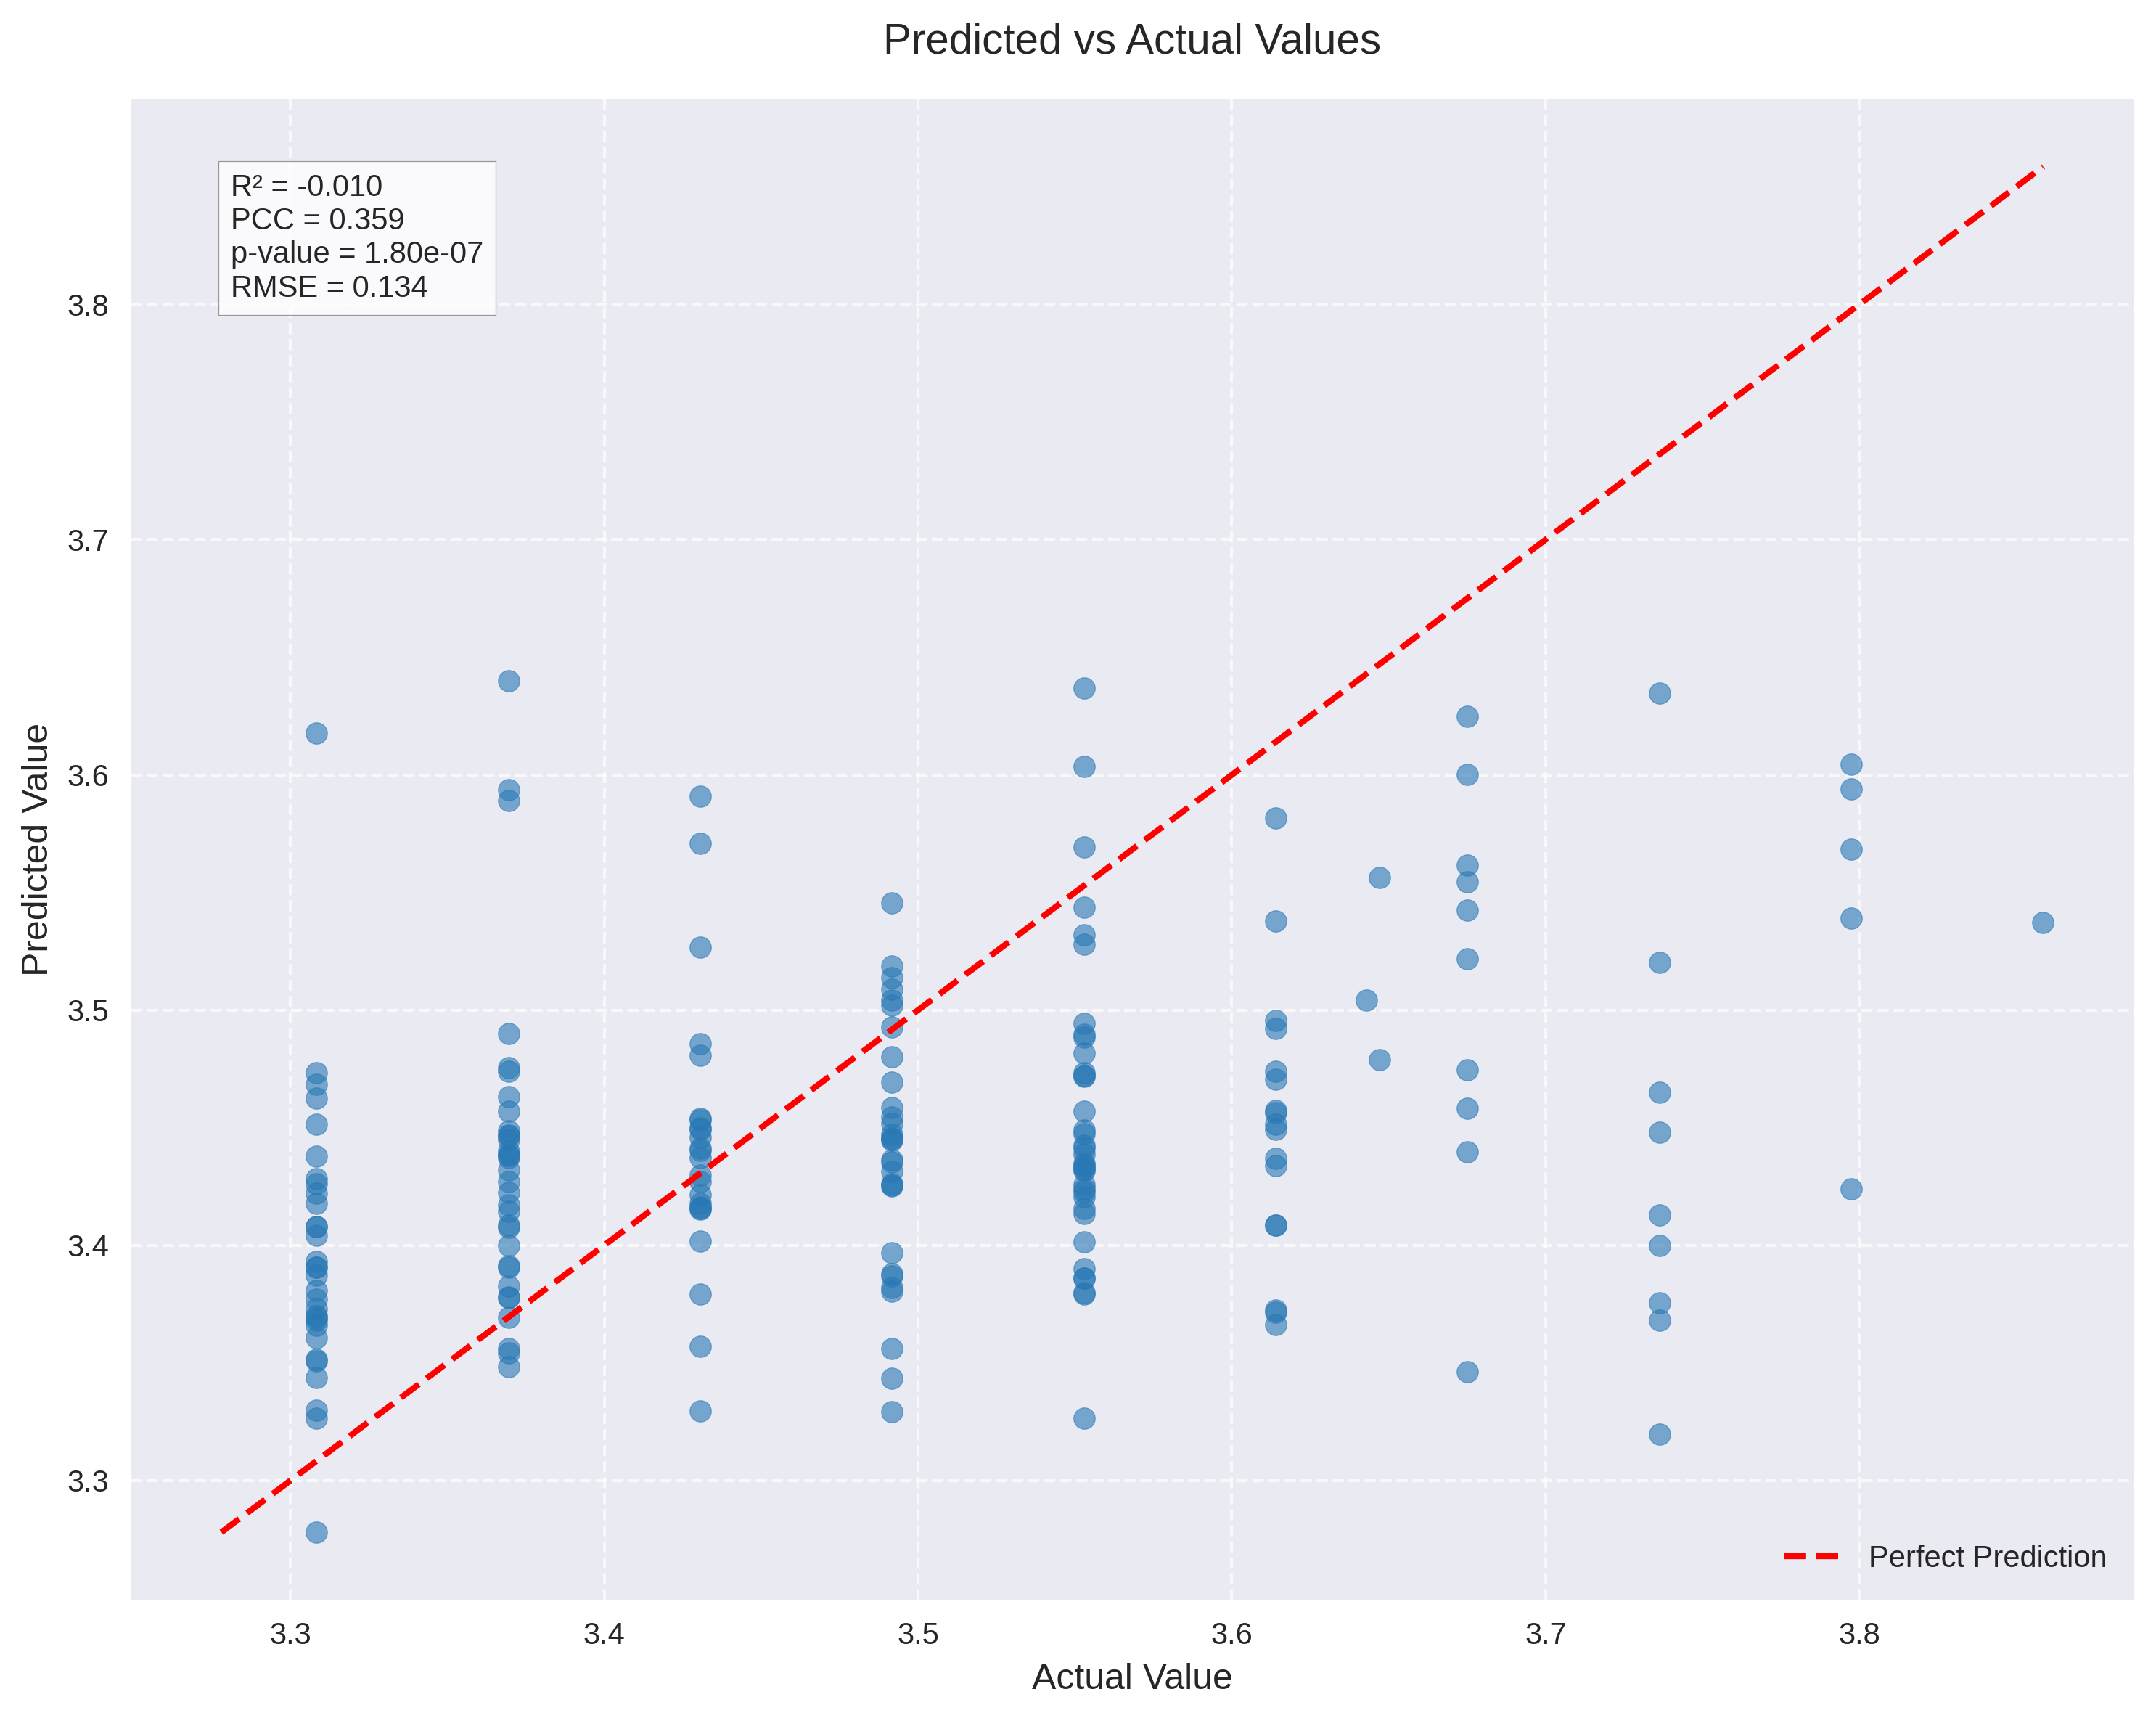 Predicted vs Actual Values
R² = -0.010
PCC = 0.359
p-value = 1.80e-07
RMSE = 0.134
Predicted Value
3.8
3.7
3.6
3.5
3.4
3.3
Perfect Prediction
3.3 3.4 3.5 3.6 3.7 3.8
Actual Value